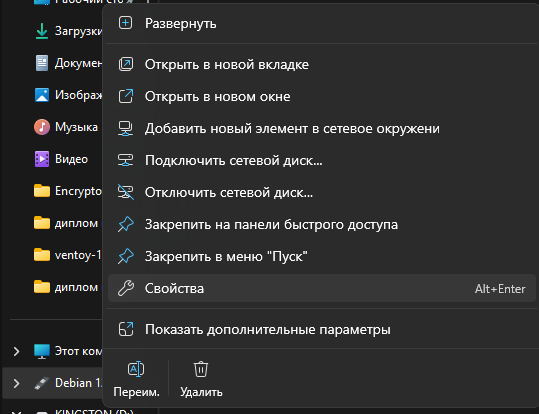 Рабочий сто
Развернуть
Загрузки
Открыть в новой вкладке
Докумен
Открыть в новом окне
Изображ
Добавить новый элемент в сетевое окружени
Музыка
Подключить сетевой диск...
Видео
Отключить сетевой диск...
Encrypto
Закрепить на панели быстрого доступа
диплом
Закрепить в меню "Пуск"
ventoy-1
Свойства Alt+Enter
диплом
Показать дополнительные параметры
Этот ком
Debian 1
Переим. Удалить
KINGSTON (D:)